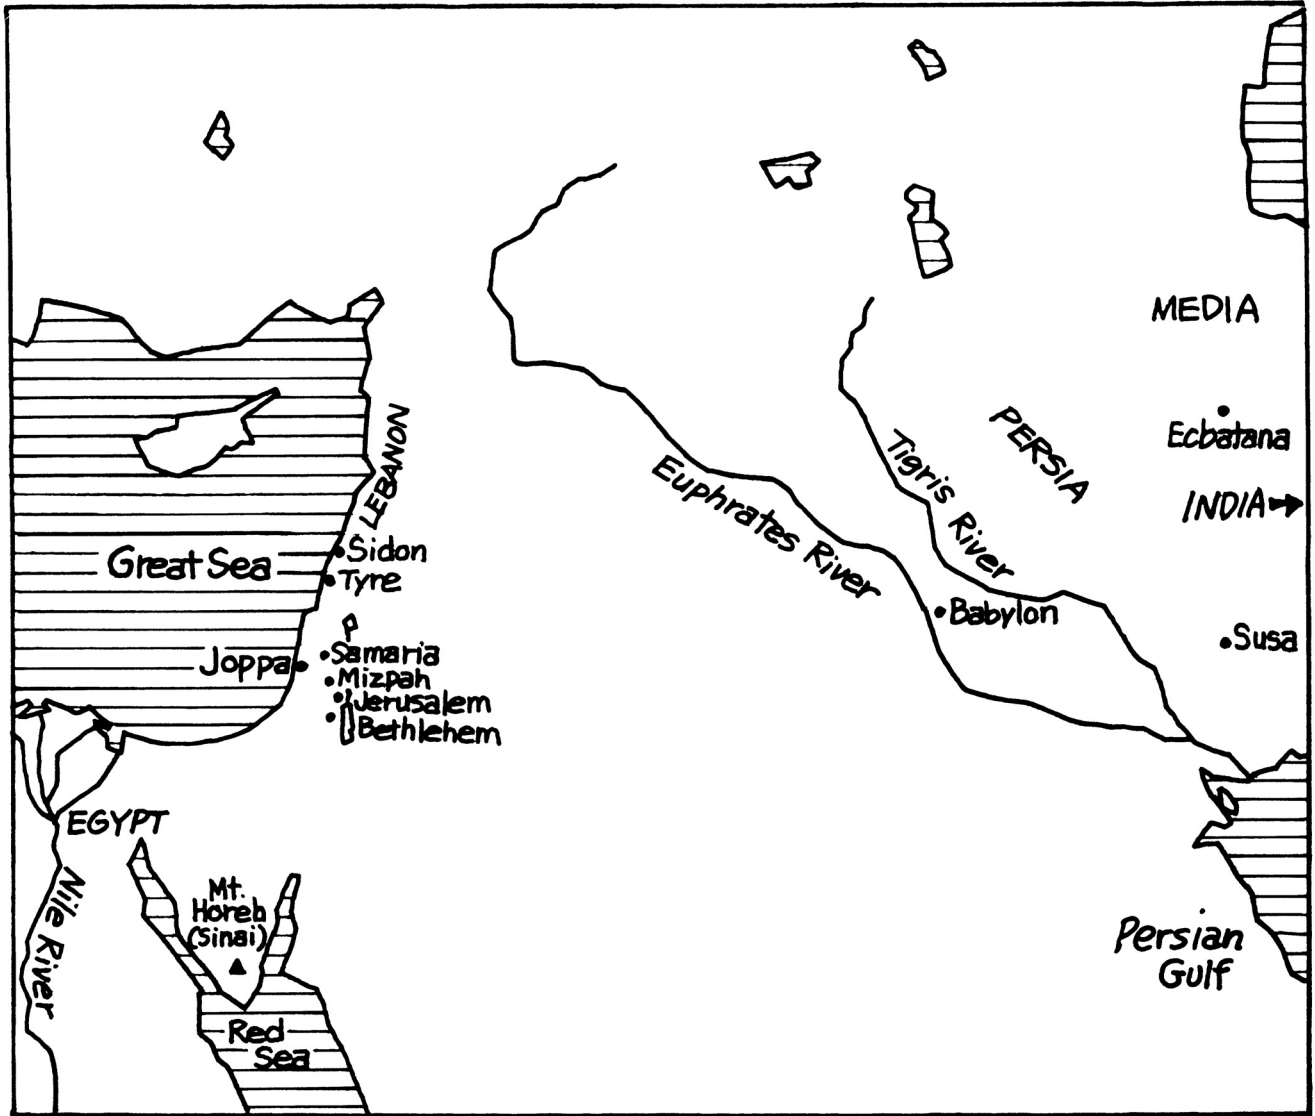 MEDIA
Ecbatana
PERSIA
INDIA
LEBANON
Tigris River
Euphrates River
Great Sea
Sidon
Tyre
Babylon
Susa
Joppa
Samaria
Mizpah
Jerusalem
Bethlehem
EGYPT
Nile River
Mt.
Horeb
(Sinai)
Persian
Gulf
Red
Sea